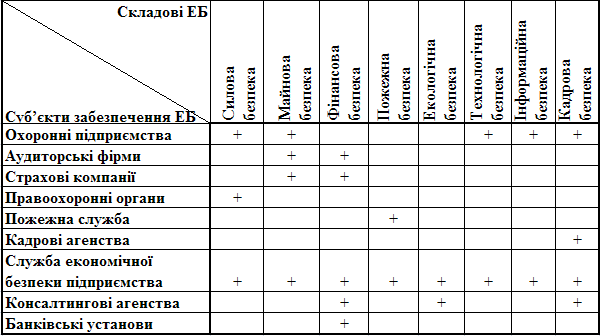 Складові ЕБ
Суб’єкти забезпечення ЕБ
Силова
безпека
Майнова
безпека
Фінансова
безпека
Пожежна
безпека
Екологічна
безпека
Технологічна
безпека
Інформаційна
безпека
Кадрова
безпека
Охоронні підприємства + + + + +
Аудиторські фірми + +
Страхові компанії + +
Правоохоронні органи +
Пожежна служба +
Кадрові агенства +
Служба економічної
безпеки підприємства + + + + + + + +
Консалтингові агенства + + +
Банківські установи +